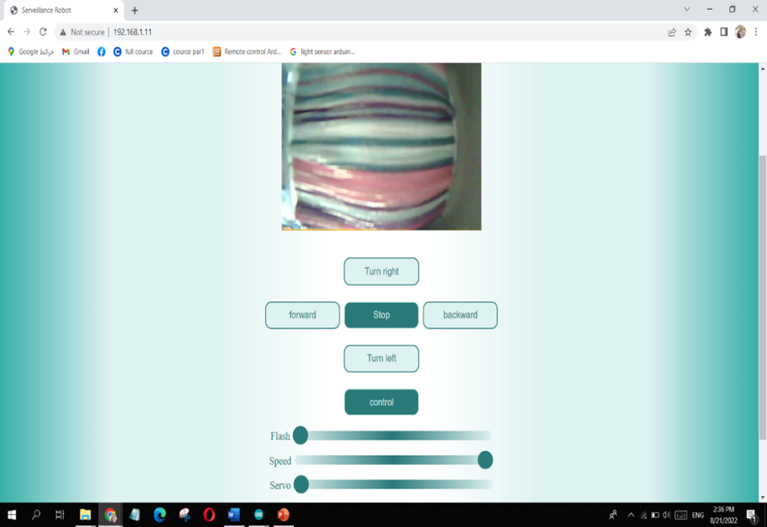 Serveillance Robot
Not secure 192.168.1.11
Google خرائط Gmail full cource cource par1 Remote control Ard... light sensor arduin...
Turn right
forward Stop backward
Turn left
control
Flash
Speed
Servo
ENG 2:36 PM
8/21/2022